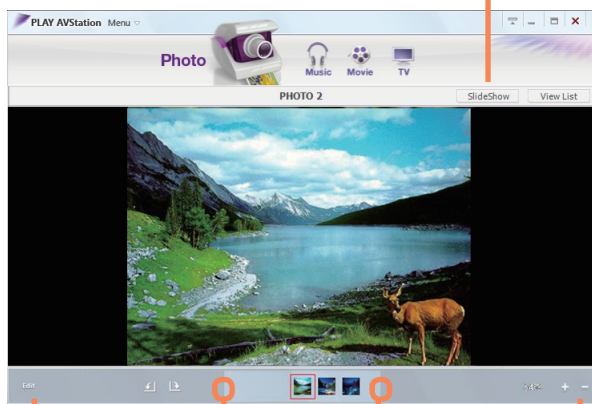 PLAY AVStation Menu
Photo
Music Movie TV
PHOTO 2 SlideShow View List
Edit